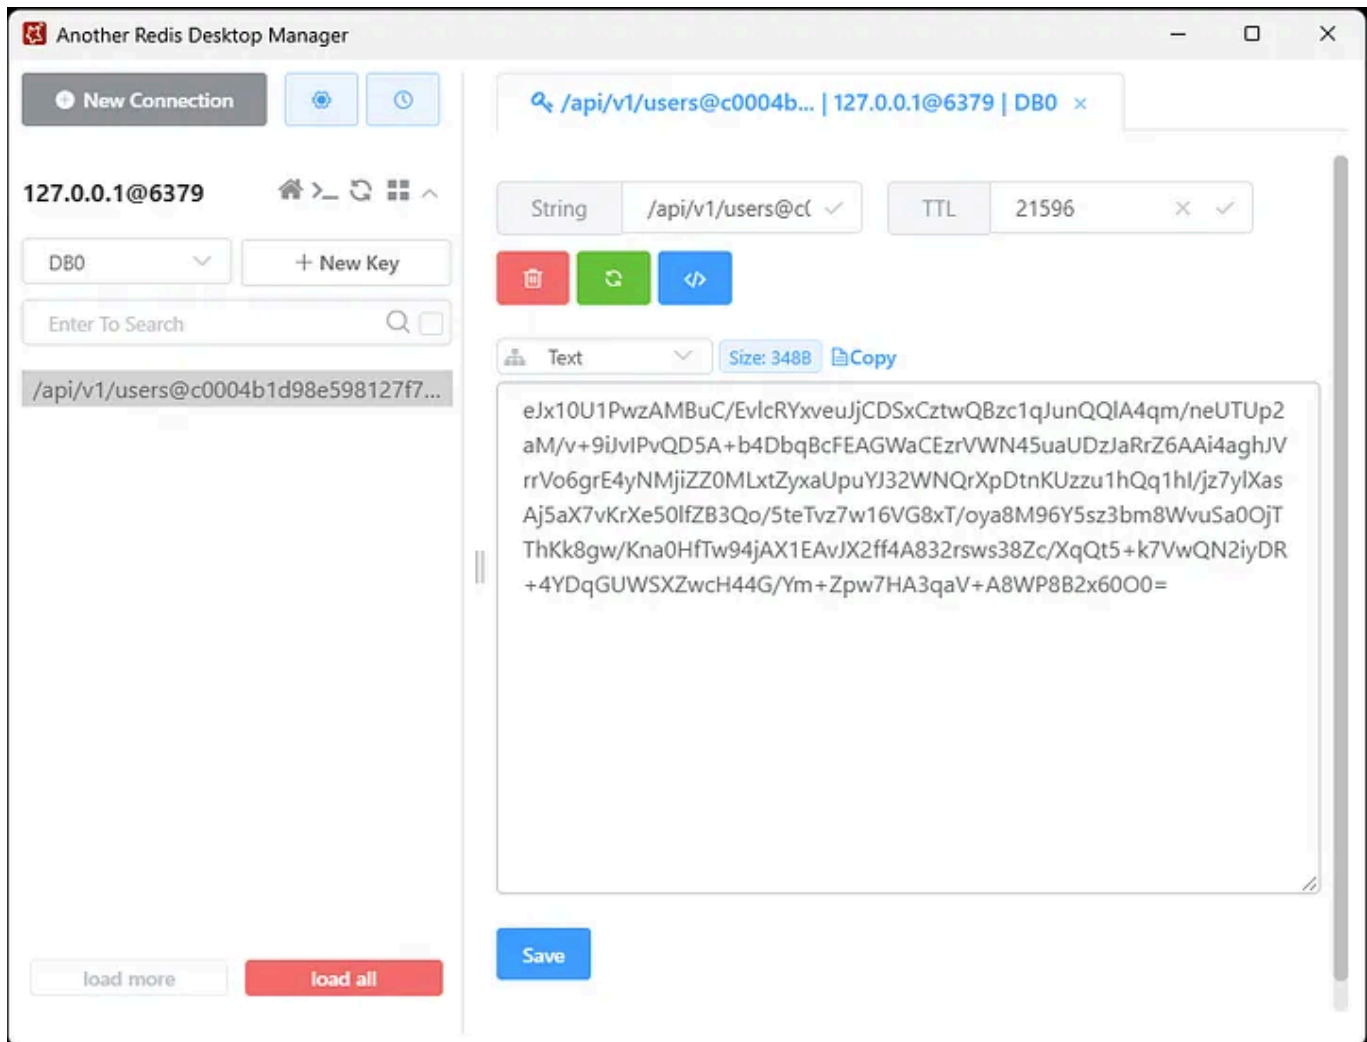 Another Redis Desktop Manager
New Connection
/api/v1/users@c0004b... | 127.0.0.1@6379 | DB0
127.0.0.1@6379
String
/api/v1/users@c(
TTL
21596
DB0
+ New Key
Enter To Search
Text
Size: 348B
Copy
/api/v1/users@c0004b1d98e598127f7...
eJx10U1PwzAMBuC/EvlcRYxveuJjCDSxCztwQBzc1qJunQQlA4qm/neUTUp2
aM/v+9iJvIPvQD5A+b4DbqBcFEAGWaCEzrVWN45uaUDzJaRrZ6AAi4aghJV
rrVo6grE4yNMjiZZ0MLxtZyxaUpuYJ32WNQrXpDtnKUzzu1hQq1hI/jz7ylXas
Aj5aX7vKrXe50lfZB3Qo/5teTvz7w16VG8xT/oya8M96Y5sz3bm8WvuSa0OjT
ThKk8gw/Kna0HfTw94jAX1EAvJX2ff4A832rsws38Zc/XqQt5+k7VwQN2iyDR
+4YDqGUWSXZwcH44G/Ym+Zpw7HA3qaV+A8WP8B2x60O0=
Save
load more
load all